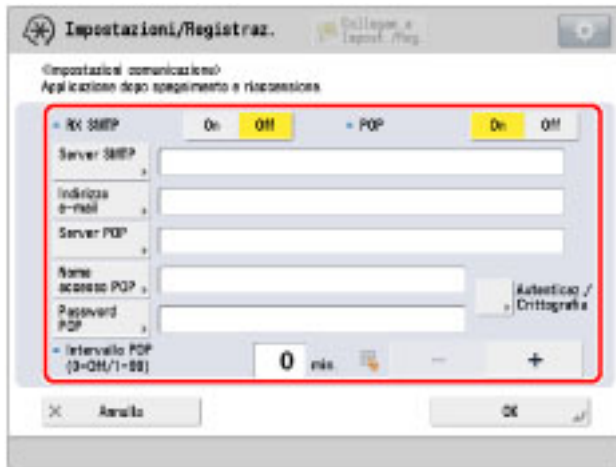 Impostazioni/Registraz.
Collegam. a
Impost./Reg.
<Impostazioni comunicazione>
Applicazione dopo spegnimento e riaccensione.
RX SMTP
On
Off
POP
On
Off
Server SMTP
Indirizzo
e-mail
Server POP
Nome
accesso POP
Password
POP
Autenticaz./
Crittografia
Intervallo POP
(0=Off/1-99)
0
min.
−
+
Annulla
OK